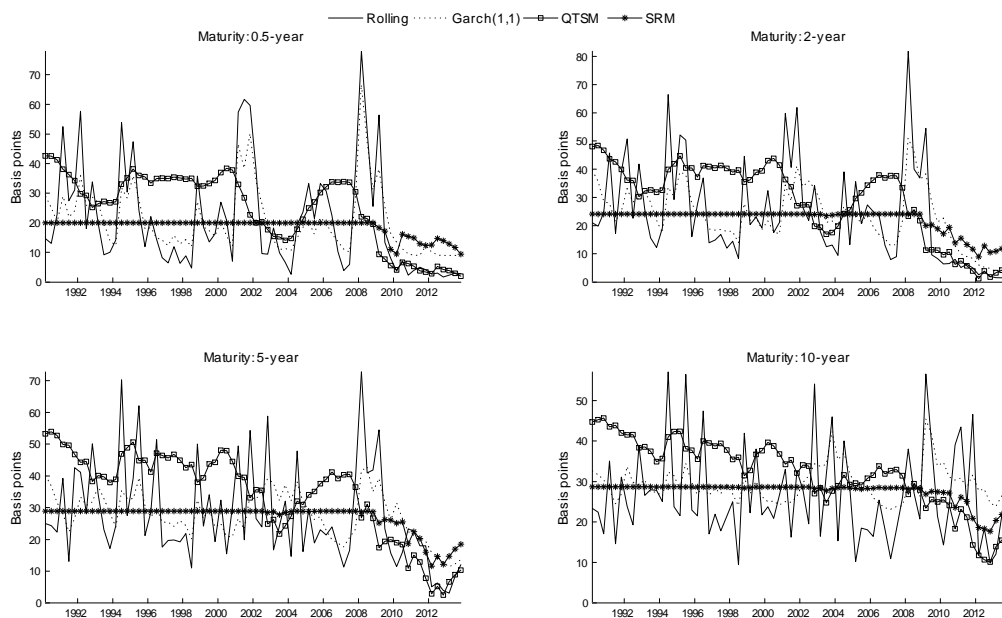 Rolling Garch(1,1) QTSM SRM
Maturity:0.5-year
Basis points
70
60
50
40
30
20
10
0
1992 1994 1996 1998 2000 2002 2004 2006 2008 2010 2012
Maturity:2-year
Basis points
80
70
60
50
40
30
20
10
0
1992 1994 1996 1998 2000 2002 2004 2006 2008 2010 2012
Maturity:5-year
Basis points
70
60
50
40
30
20
10
0
1992 1994 1996 1998 2000 2002 2004 2006 2008 2010 2012
Maturity:10-year
Basis points
50
40
30
20
10
0
1992 1994 1996 1998 2000 2002 2004 2006 2008 2010 2012